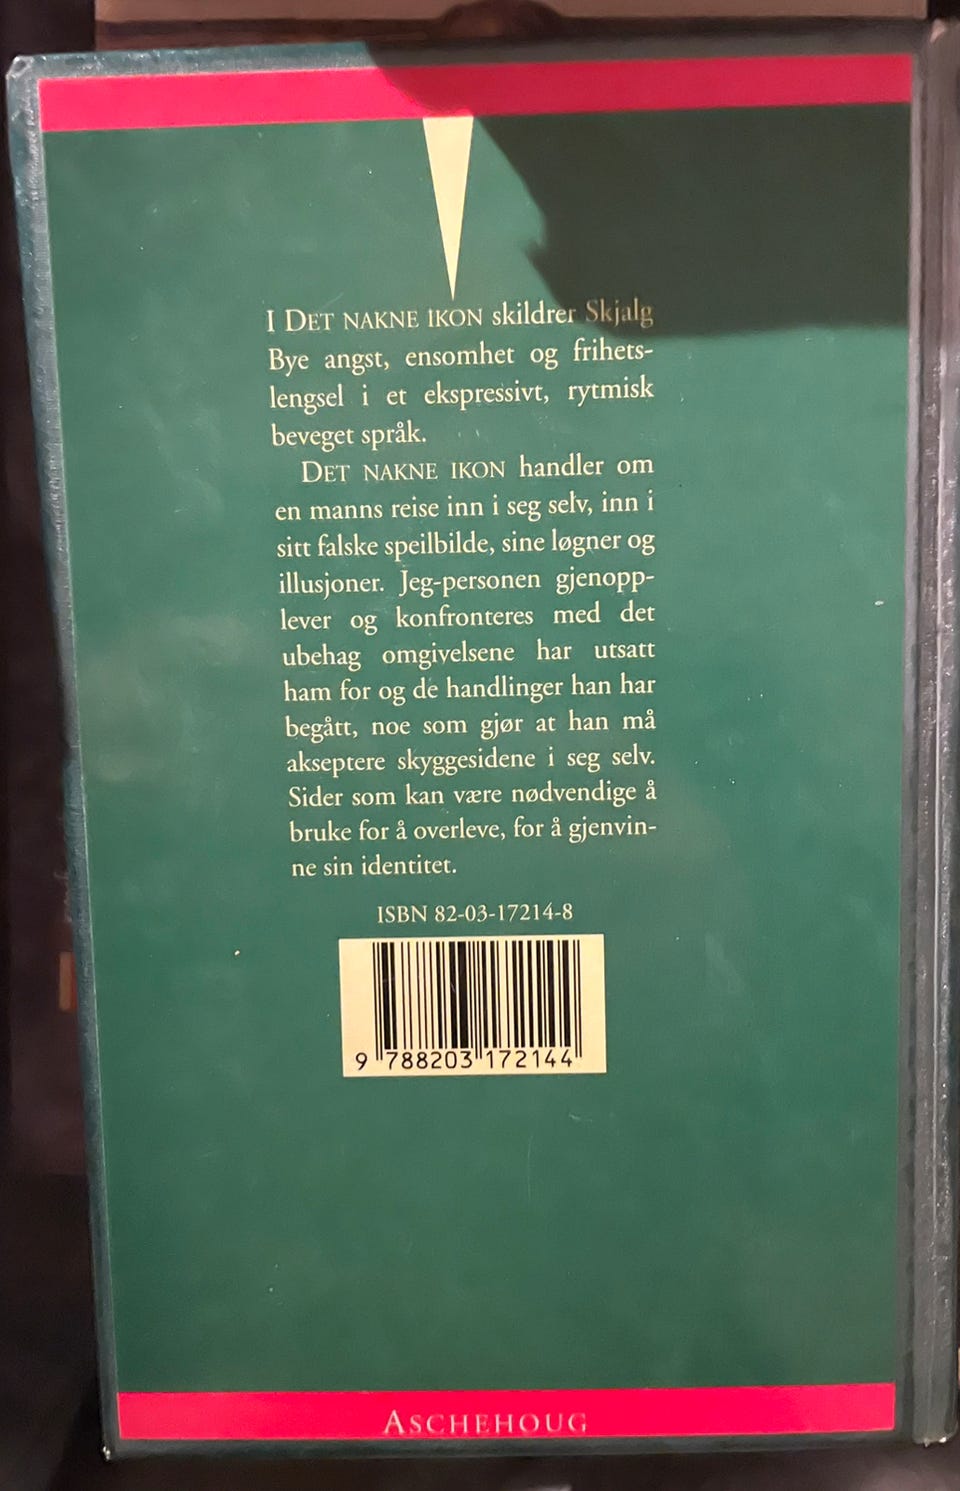 I DET NAKNE IKON skildrer Skjalg
Bye angst, ensomhet og frihets-
lengsel i et ekspressivt, rytmisk
beveget språk.
DET NAKNE IKON handler om
en manns reise inn i seg selv, inn i
sitt falske speilbilde, sine løgner og
illusjoner. Jeg-personen gjenopp-
lever og konfronteres med det
ubehag omgivelsene har utsatt
ham for og de handlinger han har
begått, noe som gjør at han må
akseptere skyggesidene i seg selv.
Sider som kan være nødvendige å
bruke for å overleve, for å gjenvin-
ne sin identitet.
ISBN 82-03-17214-8
9 788203 172144
ASCHEHOUG